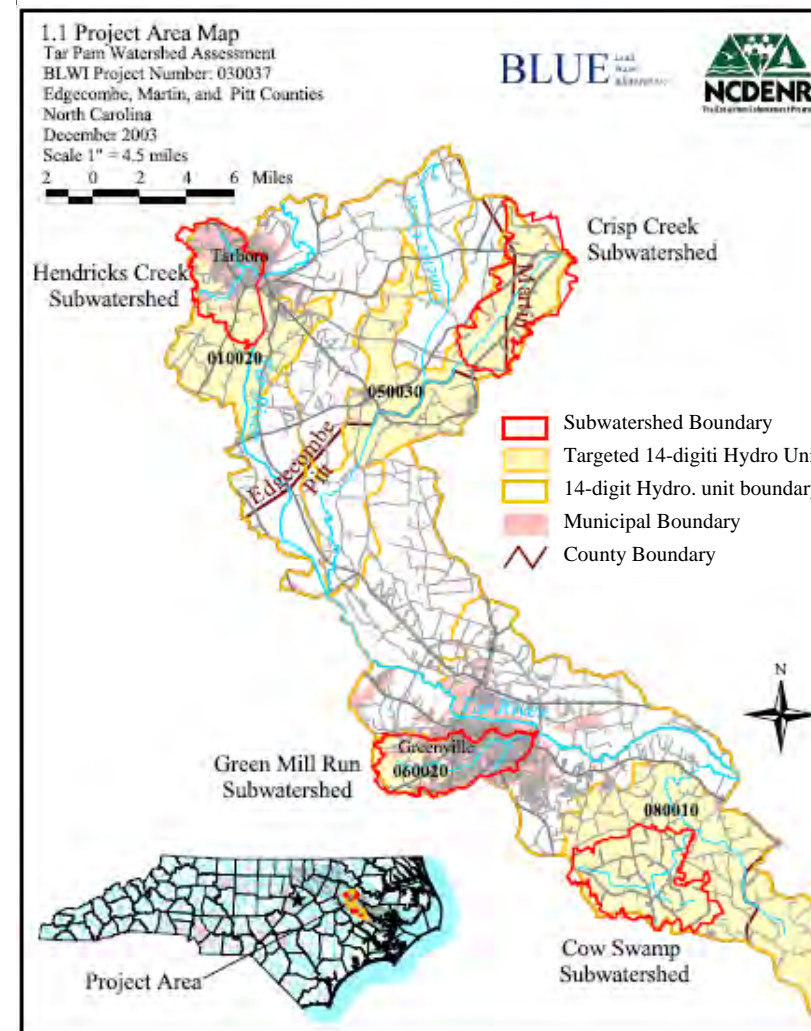 1.1 Project Area Map
Tar Pam Watershed Assessment
BLWI Project Number: 030037
Edgecombe, Martin, and Pitt Counties
North Carolina
December 2003
Scale 1" = 4.5 miles
2 0 2 4 6 Miles
BLUE
NCDENR
Crisp Creek
Subwatershed
Tarboro
Hendricks Creek
Subwatershed
Martin
010020
050030
Edgecombe
Pitt
Subwatershed Boundary
Targeted 14-digiti Hydro Uni
14-digit Hydro. unit boundar
Municipal Boundary
County Boundary
N
Tar River
Greenville
Green Mill Run
Subwatershed
060020
080010
Cow Swamp
Subwatershed
Project Area